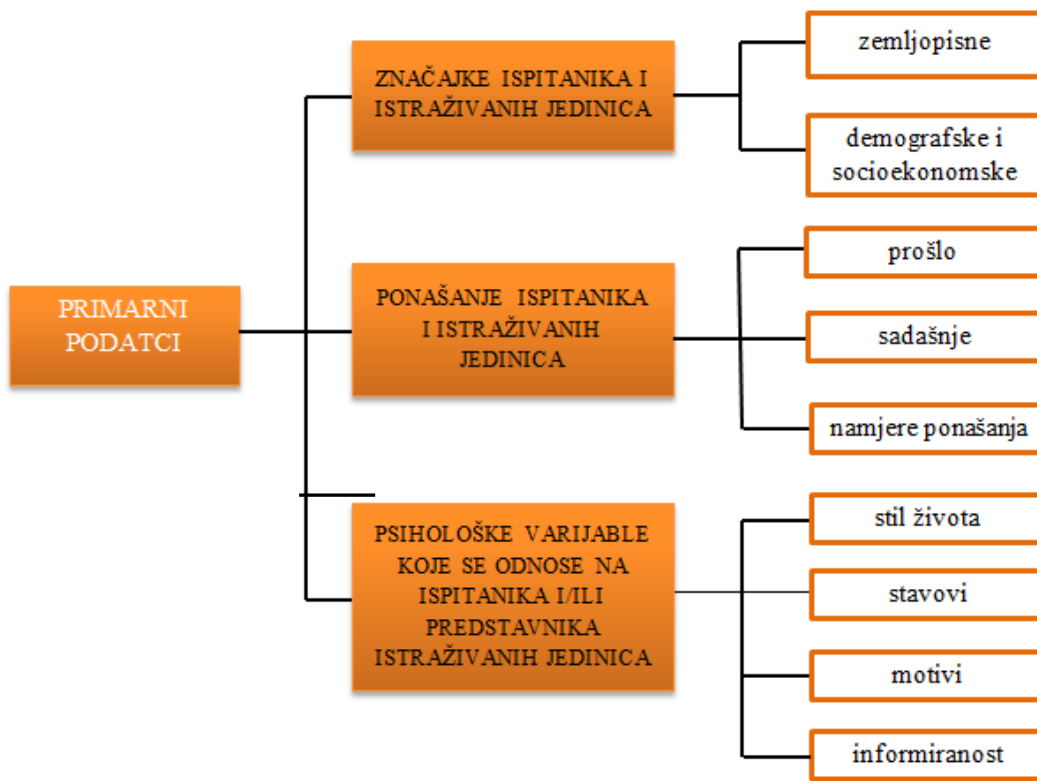 PRIMARNI
PODATCI
ZNAČAJKE ISPITANIKA I
ISTRAŽIVANIH JEDINICA
zemljopisne
demografske i
socioekonomske
PONAŠANJE ISPITANIKA
I ISTRAŽIVANIH
JEDINICA
prošlo
sadašnje
namjere ponašanja
PSIHOLOŠKE VARIJABLE
KOJE SE ODNOSE NA
ISPITANIKA I/ILI
PREDSTAVNIKA
ISTRAŽIVANIH JEDINICA
stil života
stavovi
motivi
informiranost